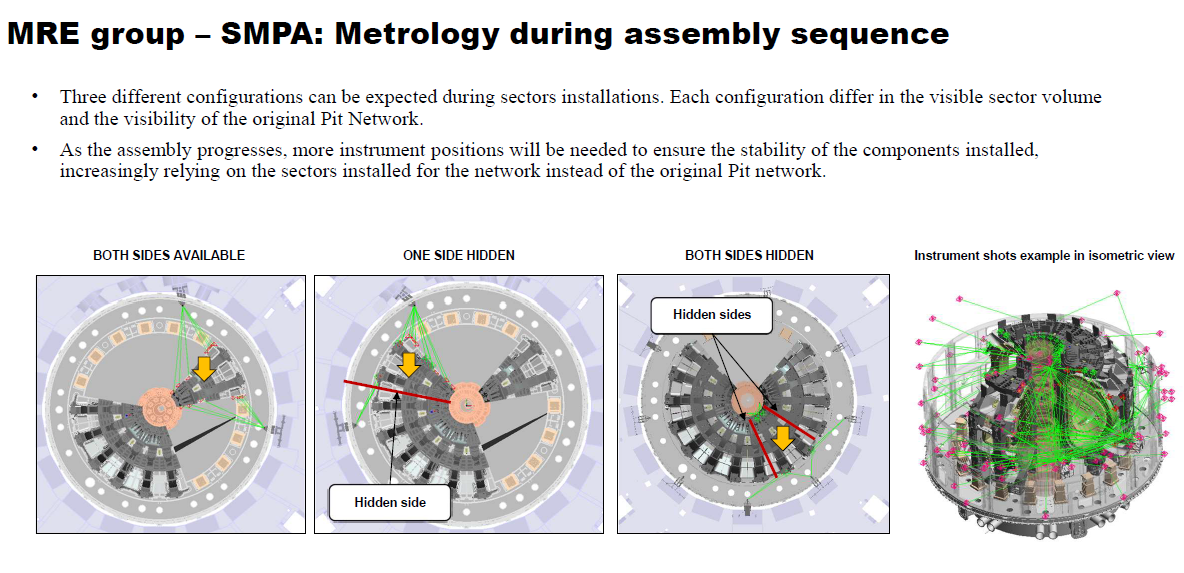 MRE group – SMPA: Metrology during assembly sequence
• Three different configurations can be expected during sectors installations. Each configuration differ in the visible sector volume
and the visibility of the original Pit Network.
• As the assembly progresses, more instrument positions will be needed to ensure the stability of the components installed,
increasingly relying on the sectors installed for the network instead of the original Pit network.
BOTH SIDES AVAILABLE
ONE SIDE HIDDEN
BOTH SIDES HIDDEN
Instrument shots example in isometric view
Hidden side
Hidden sides